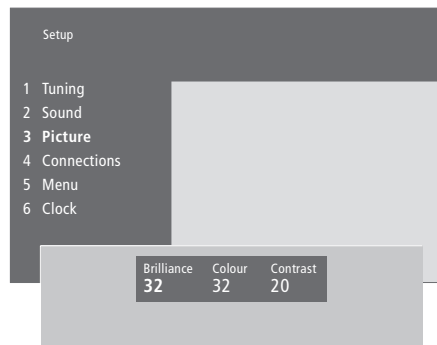 Setup
1 Tuning
2 Sound
3 Picture
4 Connections
5 Menu
6 Clock
Brilliance Colour Contrast
32 32 20